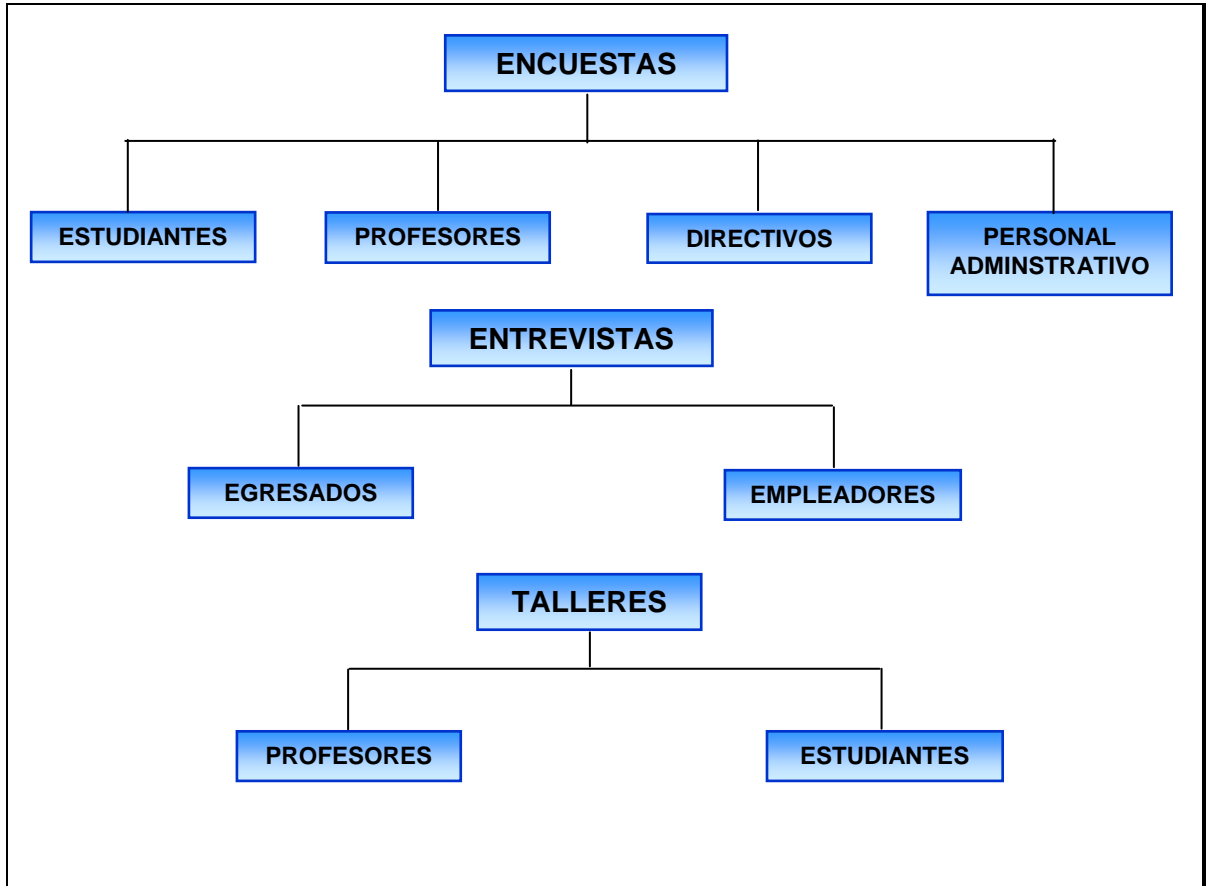 ENCUESTAS
ESTUDIANTES
PROFESORES
DIRECTIVOS
PERSONAL
ADMINSTRATIVO
ENTREVISTAS
EGRESADOS
EMPLEADORES
TALLERES
PROFESORES
ESTUDIANTES